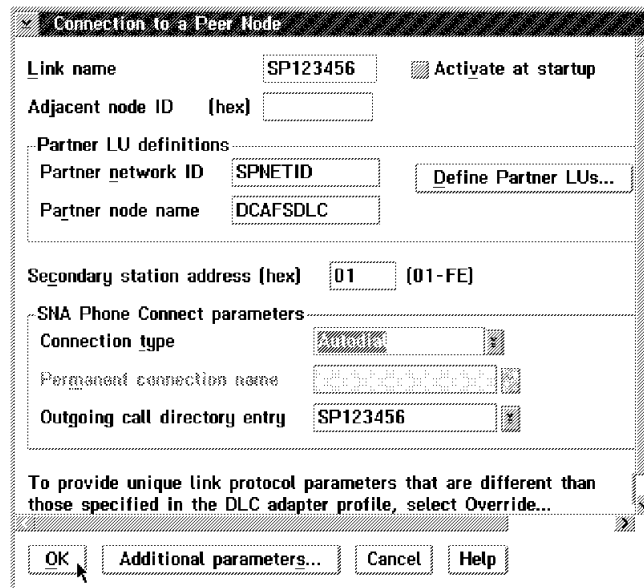 Connection to a Peer Node
Link name SP123456 Activate at startup
Adjacent node ID (hex)
Partner LU definitions
Partner network ID SPNETID Define Partner LUs...
Partner node name DCAFSDLC
Secondary station address (hex) 01 (01-FE)
SNA Phone Connect parameters
Connection type Autodial
Permanent connection name
Outgoing call directory entry SP123456
To provide unique link protocol parameters that are different than
those specified in the DLC adapter profile, select Override...
OK Additional parameters... Cancel Help